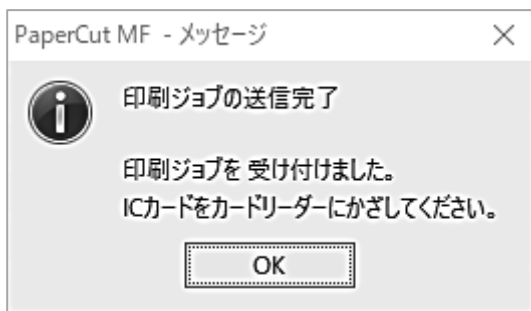 PaperCut MF - メッセージ
印刷ジョブの送信完了
印刷ジョブを 受け付けました。
ICカードをカードリーダーにかざしてください。
OK